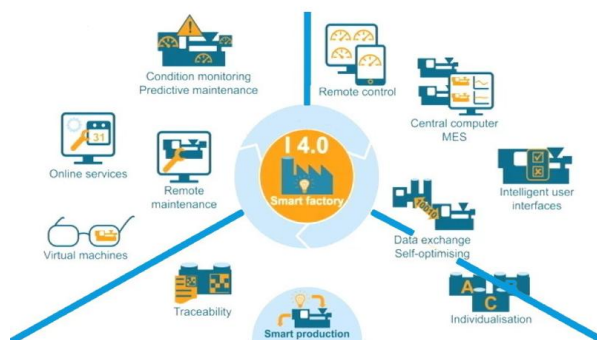 Condition monitoring
Predictive maintenance
Remote control
Central computer
MES
31
Online services
Remote
maintenance
I 4.0
Smart factory
Intelligent user
interfaces
Virtual machines
10010
Data exchange
Self-optimising
Traceability
A
B
C
Individualisation
Smart production